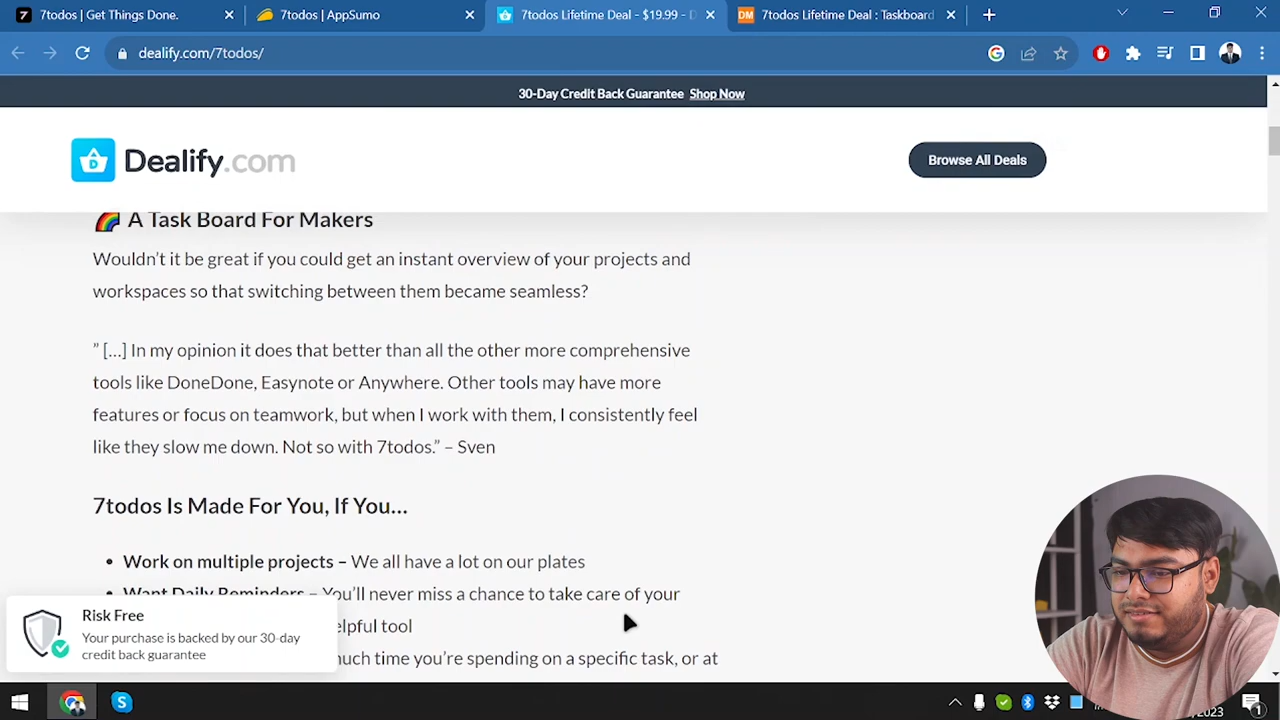 7todos | Get Things Done.
7todos | AppSumo
7todos Lifetime Deal - $19.99 -
7todos Lifetime Deal : Taskboard
dealify.com/7todos/
30-Day Credit Back Guarantee Shop Now
Dealify.com
Browse All Deals
A Task Board For Makers
Wouldn't it be great if you could get an instant overview of your projects and
workspaces so that switching between them became seamless?
" [...] In my opinion it does that better than all the other more comprehensive
tools like DoneDone, Easynote or Anywhere. Other tools may have more
features or focus on teamwork, but when I work with them, I consistently feel
like they slow me down. Not so with 7todos." – Sven
7todos Is Made For You, If You...
Work on multiple projects – We all have a lot on our plates
Want Daily Reminders – You'll never miss a chance to take care of your
elpful tool
much time you're spending on a specific task, or at
Risk Free
Your purchase is backed by our 30-day
credit back guarantee